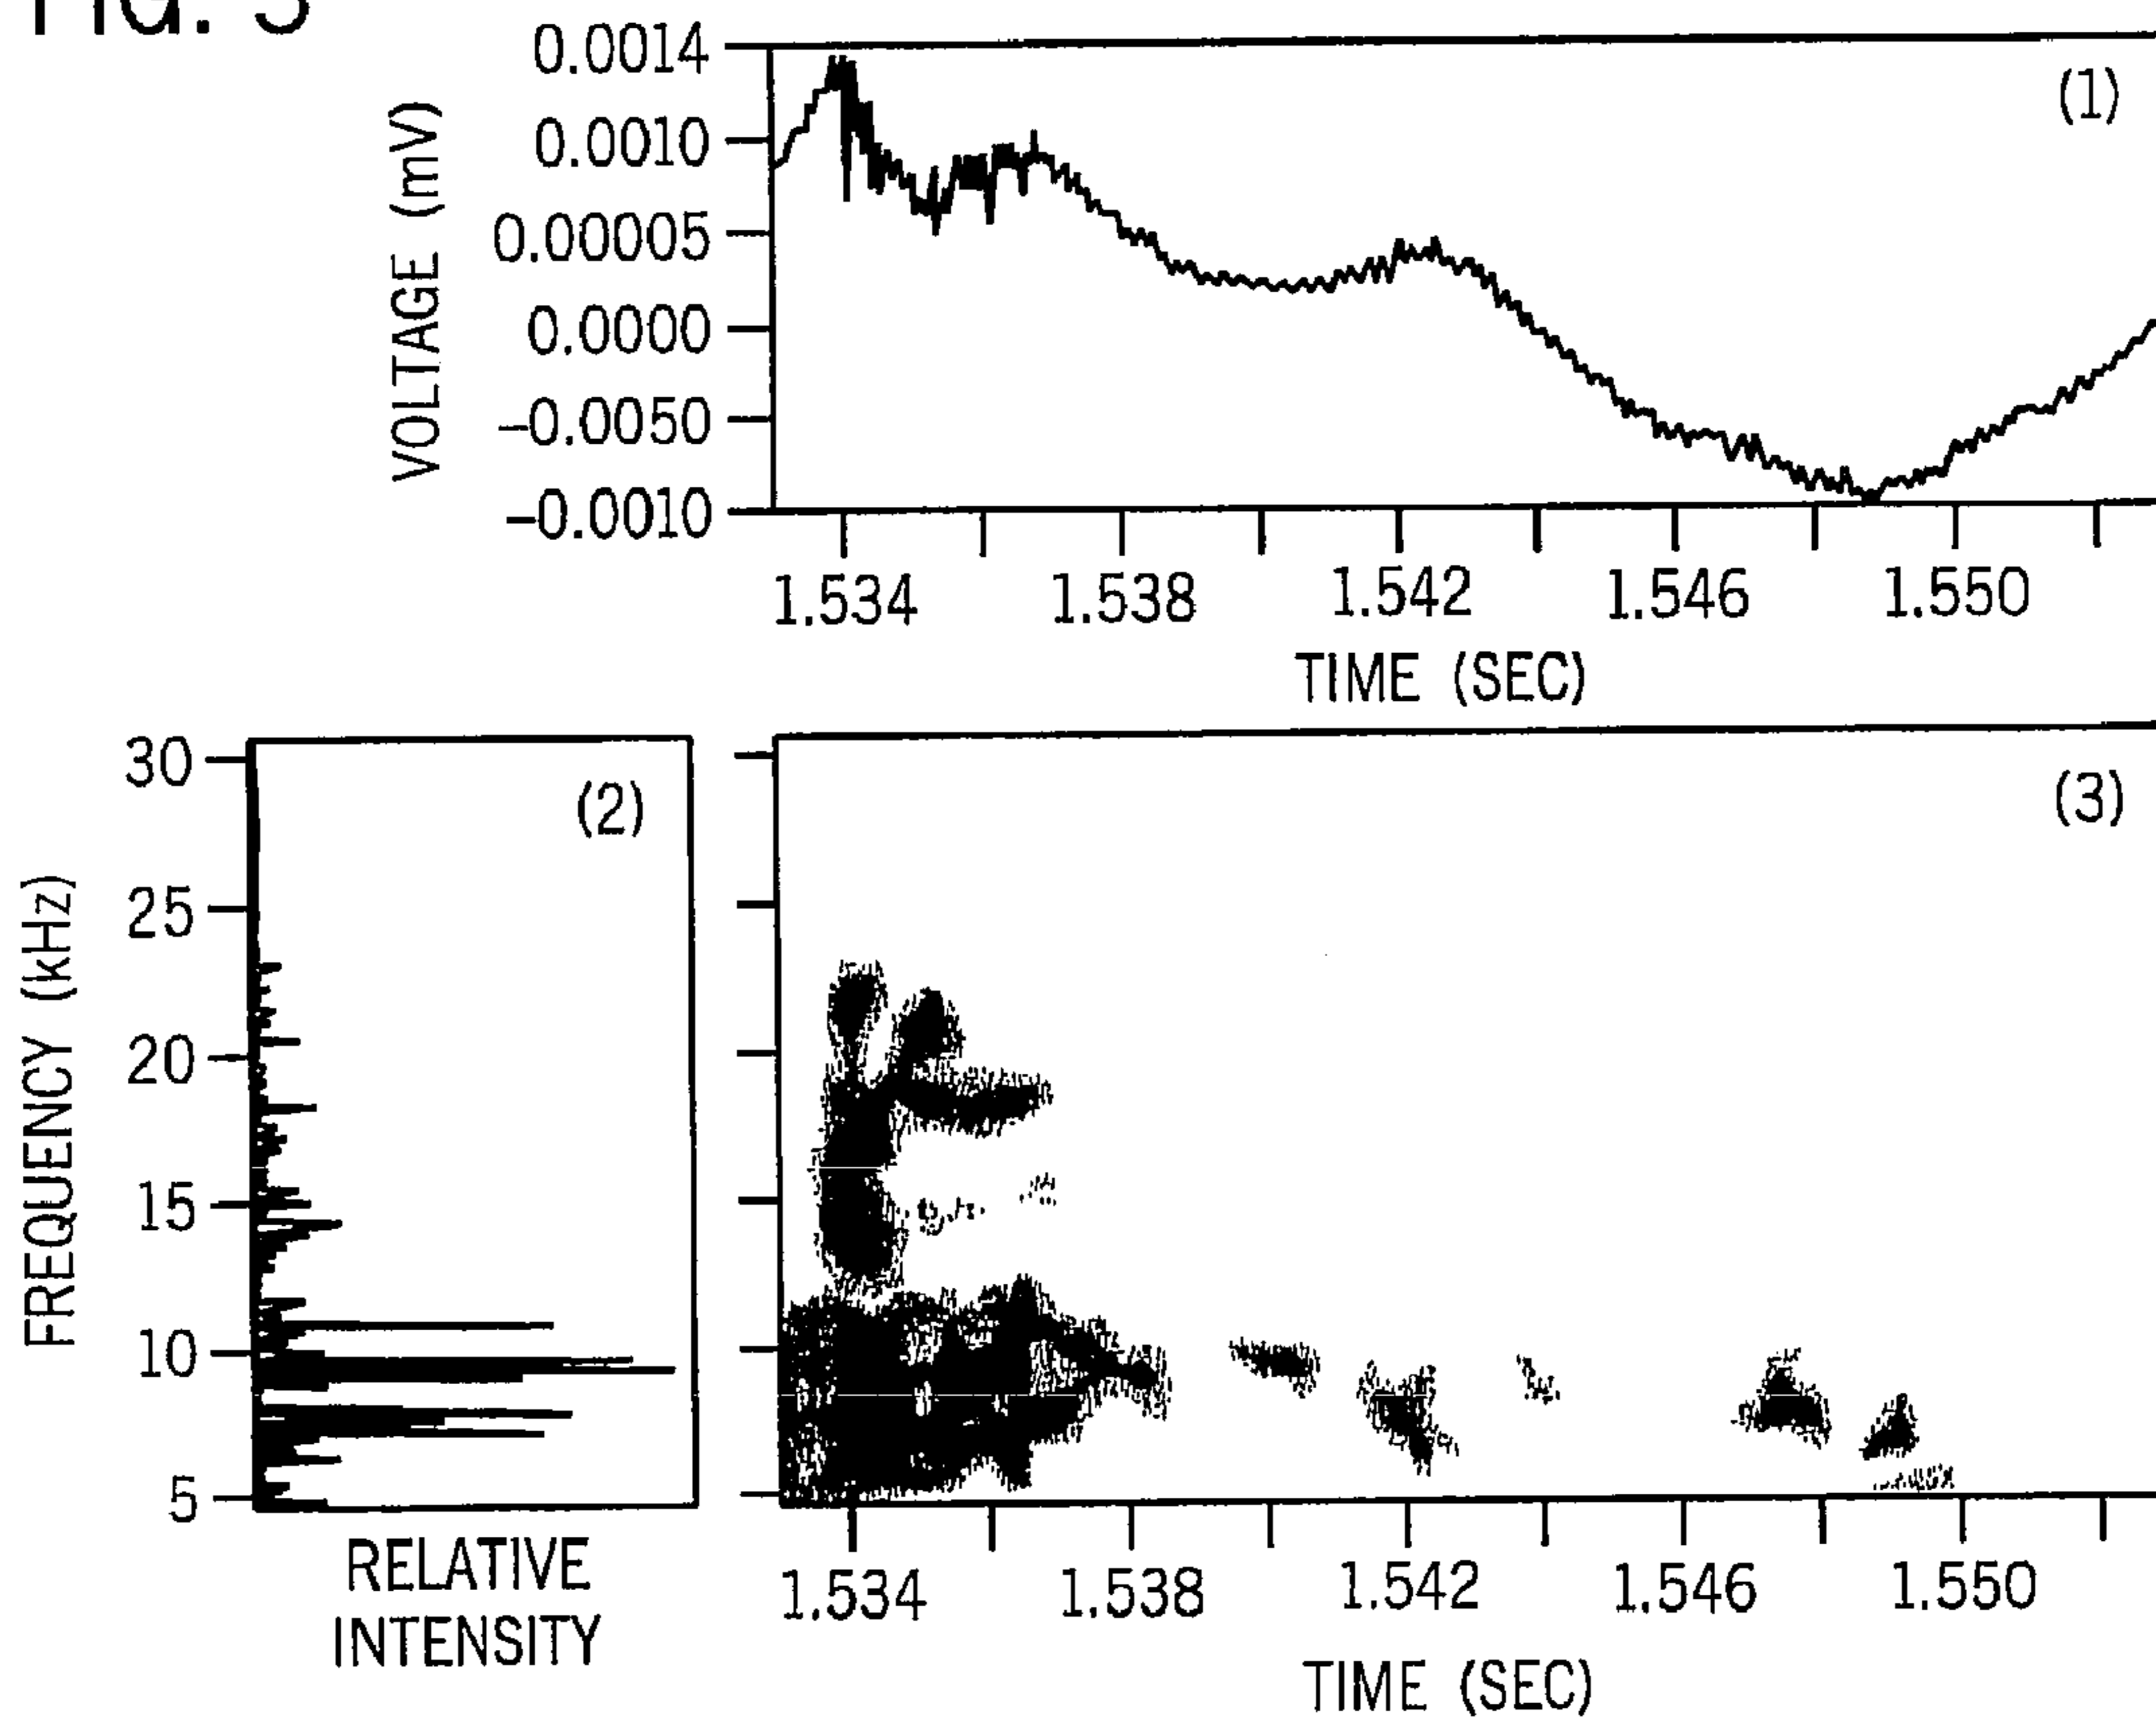 FIG. 5
0.0014
0.0010
0.00005
0.0000
-0.0050
-0.0010
VOLTAGE (mV)
(1)
1.534 1.538 1.542 1.546 1.550
TIME (SEC)
30
25
20
15
10
5
FREQUENCY (kHz)
(2)
RELATIVE
INTENSITY
(3)
1.534 1.538 1.542 1.546 1.550
TIME (SEC)